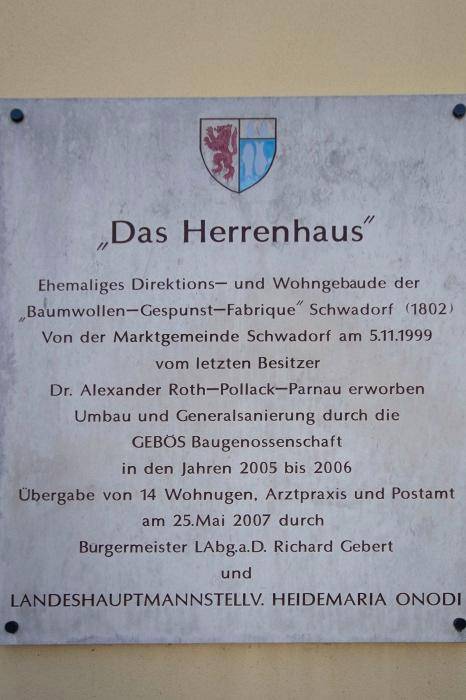 „Das Herrenhaus“
Ehemaliges Direktions– und Wohngebaude der
„Baumwollen–Gespunst–Fabrique“ Schwadorf (1802)
Von der Marktgemeinde Schwadorf am 5.11.1999
vom letzten Besitzer
Dr. Alexander Roth–Pollack–Parnau erworben
Umbau und Generalsanierung durch die
GEBÖS Baugenossenschaft
in den Jahren 2005 bis 2006
Übergabe von 14 Wohnugen, Arztpraxis und Postamt
am 25.Mai 2007 durch
Bürgermeister LAbg.a.D. Richard Gebert
und
LANDESHAUPTMANNSTELLV. HEIDEMARIA ONODI